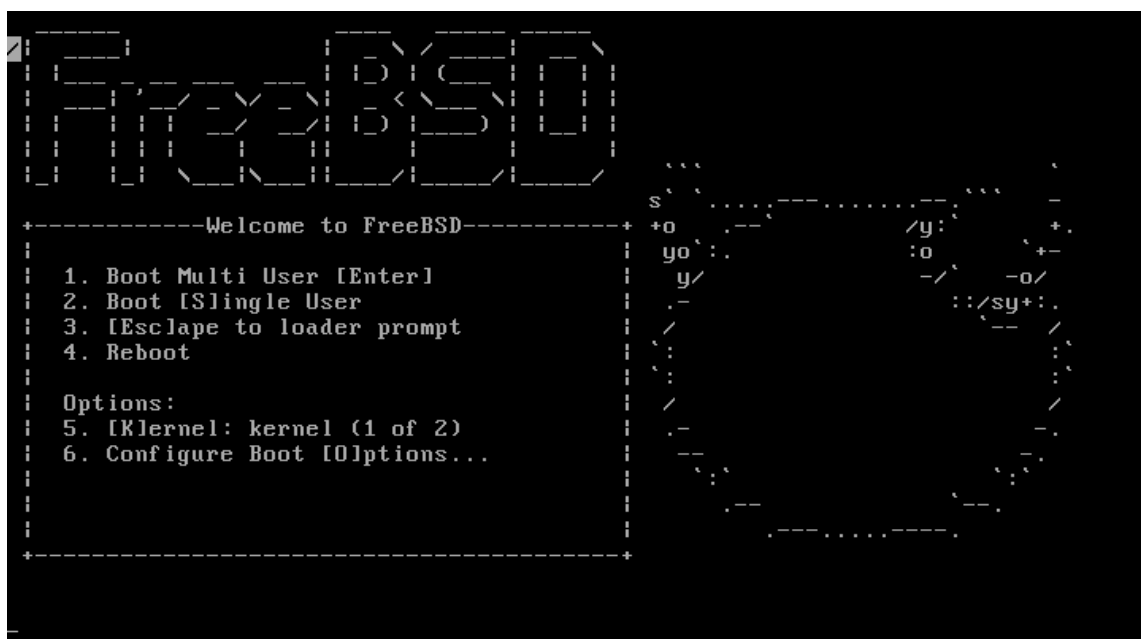 FreeBSD
Welcome to FreeBSD
1. Boot Multi User [Enter]
2. Boot [S]ingle User
3. [Esc]ape to loader prompt
4. Reboot
Options:
5. [K]ernel: kernel (1 of 2)
6. Configure Boot [O]ptions...